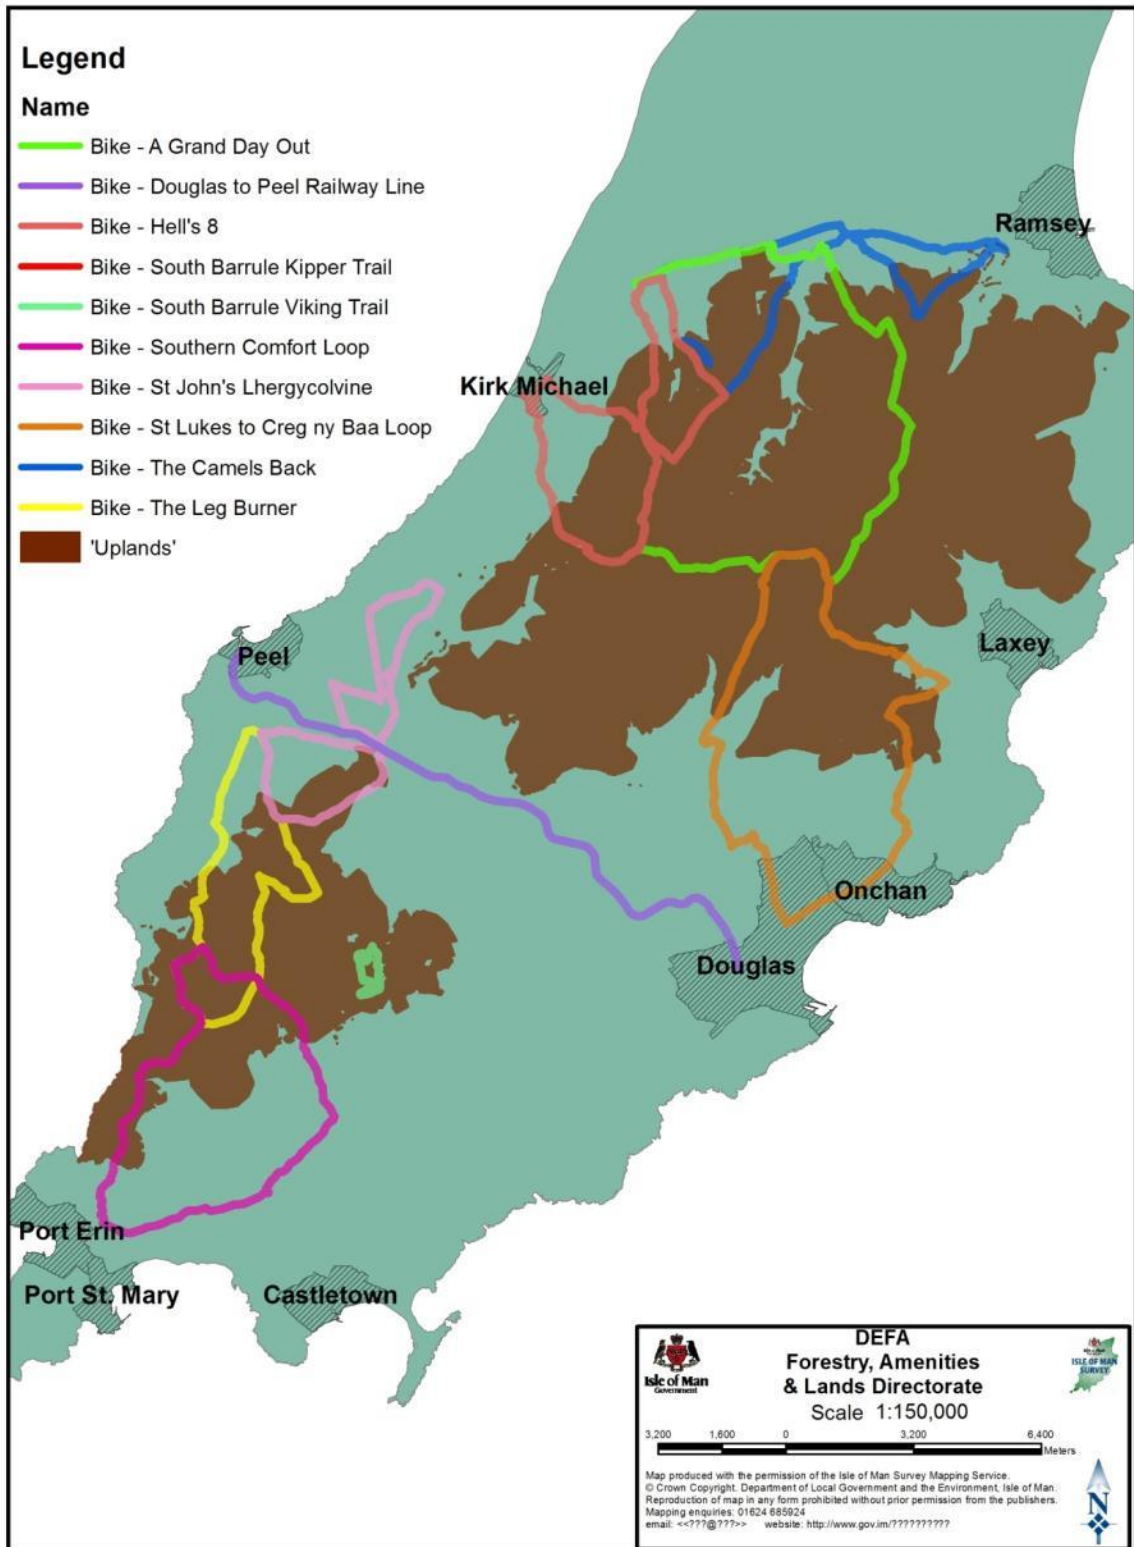 Legend
Name
Bike - A Grand Day Out
Bike - Douglas to Peel Railway Line
Bike - Hell's 8
Bike - South Barrule Kipper Trail
Bike - South Barrule Viking Trail
Bike - Southern Comfort Loop
Bike - St John's Lhergycolvine
Bike - St Lukes to Creg ny Baa Loop
Bike - The Camels Back
Bike - The Leg Burner
'Uplands'
Ramsey
Kirk Michael
Peel
Laxey
Onchan
Douglas
Port Erin
Port St. Mary
Castletown
Isle of Man
Government
DEFA
Forestry, Amenities
& Lands Directorate
Scale 1:150,000
ISLE OF MAN
SURVEY
3,200 1,600 0 3,200 6,400
Meters
Map produced with the permission of the Isle of Man Survey Mapping Service.
© Crown Copyright. Department of Local Government and the Environment, Isle of Man.
Reproduction of map in any form prohibited without prior permission from the publishers.
Mapping enquiries: 01624 685924
email: <<???@???>> website: http://www.gov.im/??????????
N